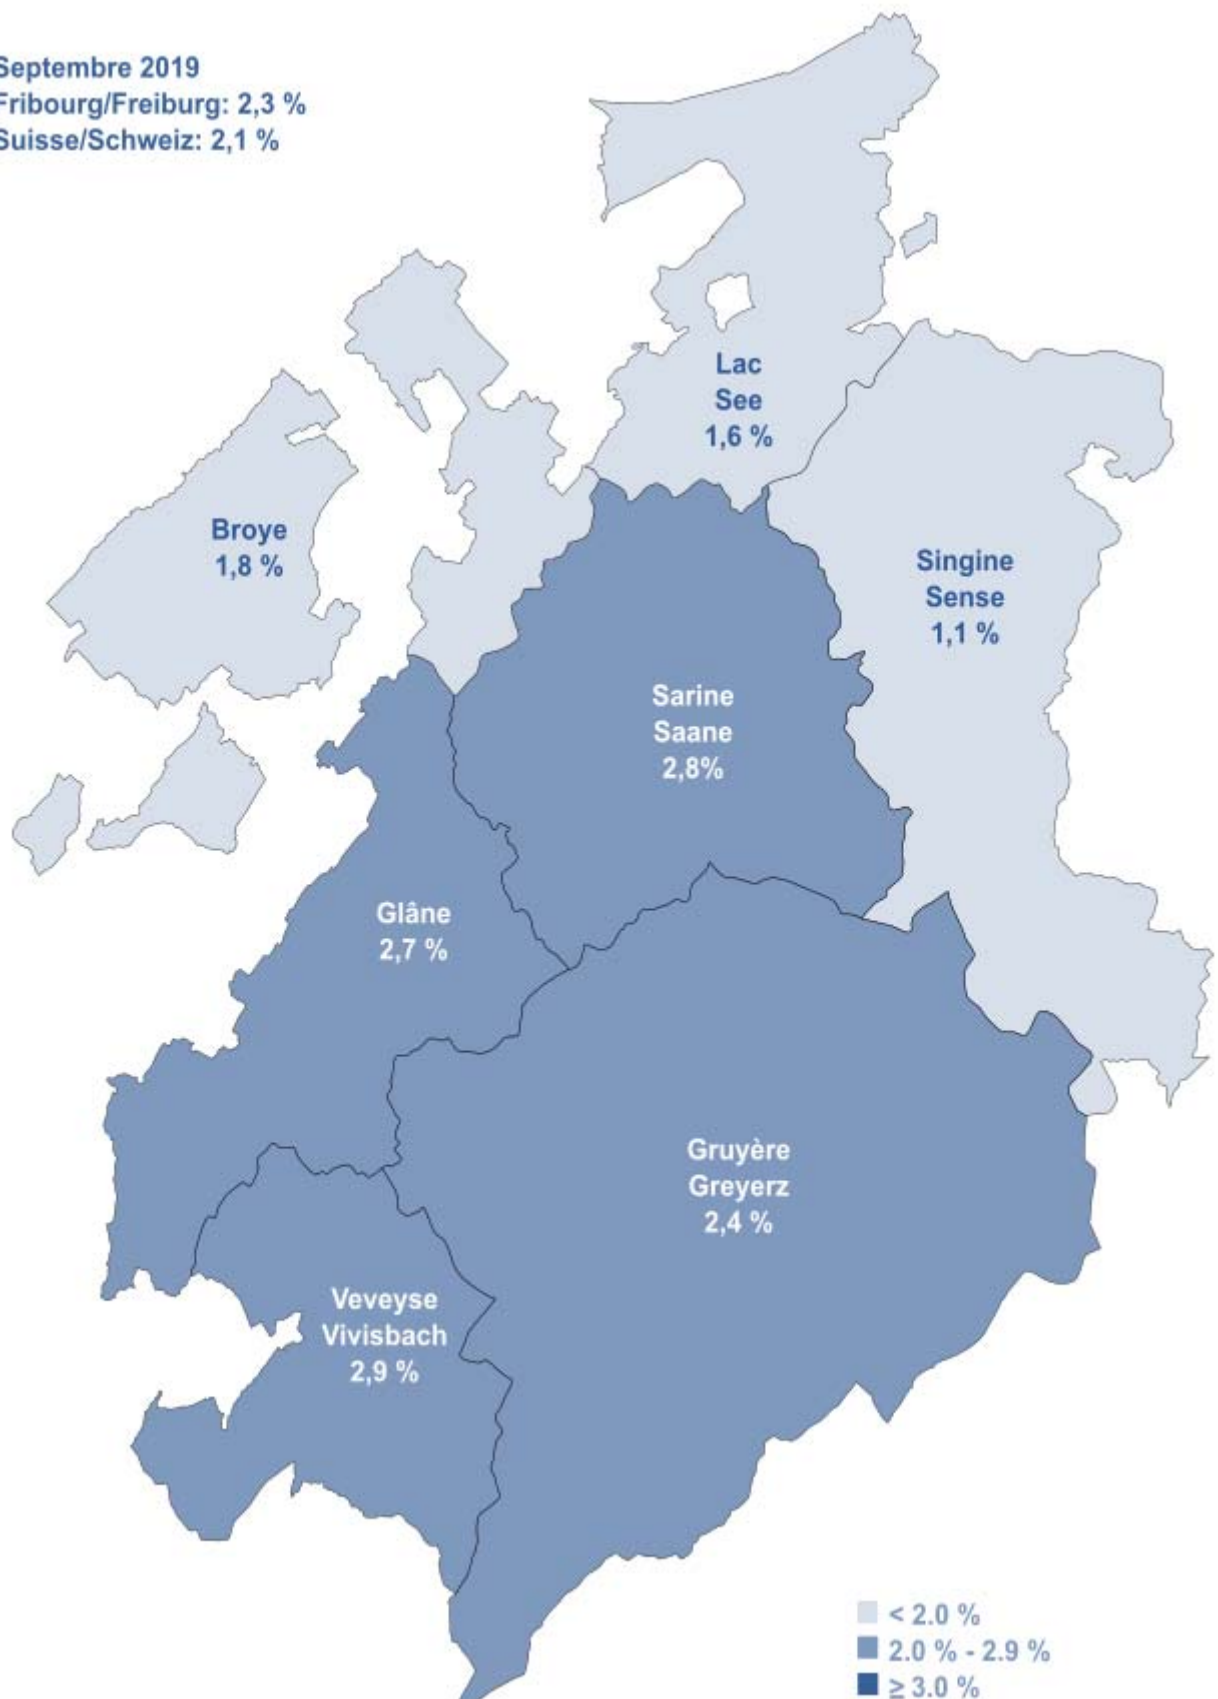 Septembre 2019
Fribourg/Freiburg: 2,3 %
Suisse/Schweiz: 2,1 %
Lac
See
1,6 %
Broye
1,8 %
Singine
Sense
1,1 %
Sarine
Saane
2,8%
Glâne
2,7 %
Gruyère
Greyerz
2,4 %
Veveyse
Vivisbach
2,9 %
< 2.0 %
2.0 % - 2.9 %
≥ 3.0 %